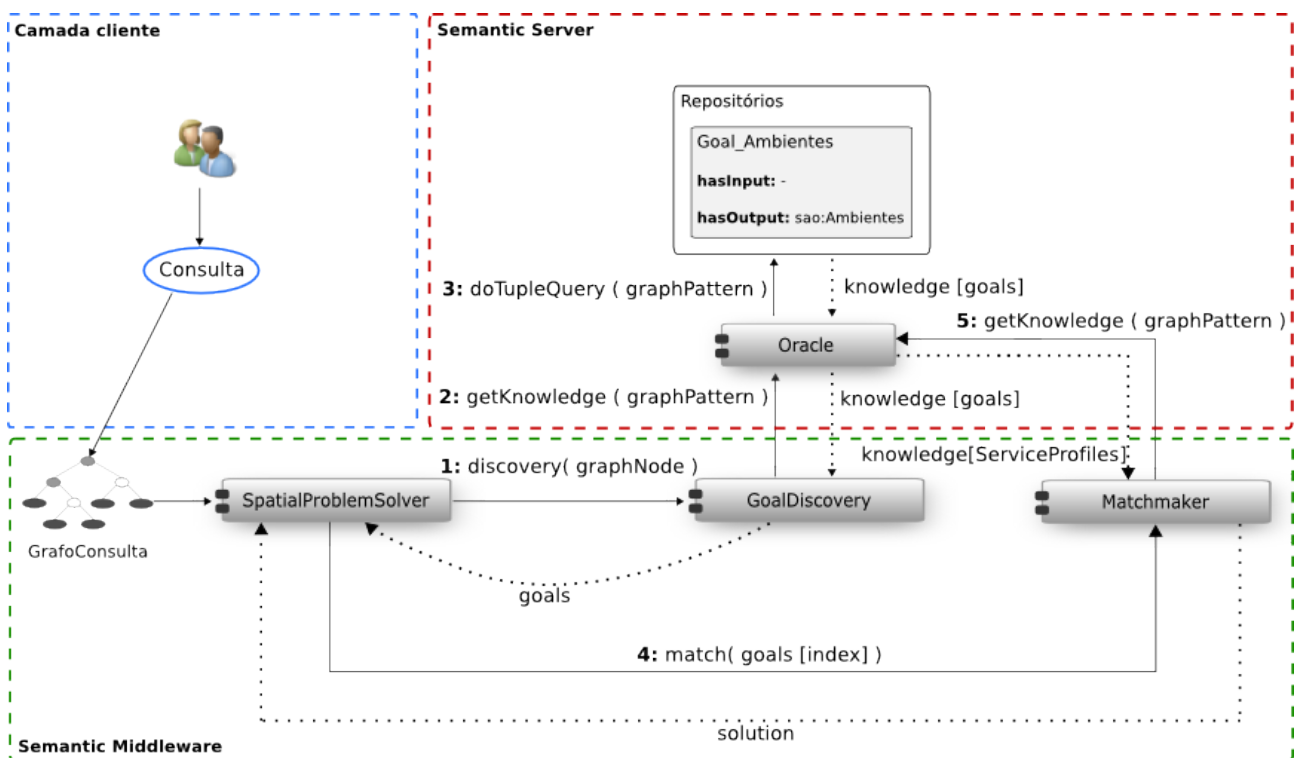 Camada cliente
Semantic Server
Repositórios
Goal_Ambientes
hasInput: -
hasOutput: sao:Ambientes
Consulta
3: doTupleQuery ( graphPattern )
knowledge [goals]
5: getKnowledge ( graphPattern )
Oracle
2: getKnowledge ( graphPattern )
knowledge [goals]
1: discovery( graphNode )
knowledge[ServiceProfiles]
SpatialProblemSolver
GoalDiscovery
Matchmaker
GrafoConsulta
goals
4: match( goals [index] )
solution
Semantic Middleware